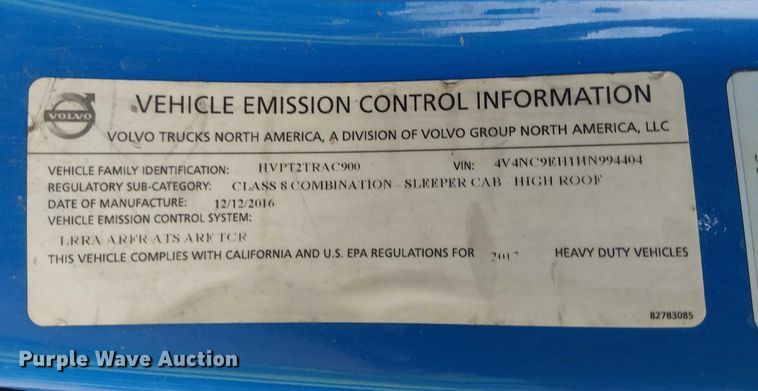 VOLVO
VEHICLE EMISSION CONTROL INFORMATION
VOLVO TRUCKS NORTH AMERICA, A DIVISION OF VOLVO GROUP NORTH AMERICA, LLC
VEHICLE FAMILY IDENTIFICATION: HVPT2TRAC900 VIN: 4V4NC9EH1HN994404
REGULATORY SUB-CATEGORY: CLASS 8 COMBINATION - SLEEPER CAB - HIGH ROOF
DATE OF MANUFACTURE: 12/12/2016
VEHICLE EMISSION CONTROL SYSTEM:
LRRA ARFR ATS ARF TCR
THIS VEHICLE COMPLIES WITH CALIFORNIA AND U.S. EPA REGULATIONS FOR 2017 HEAVY DUTY VEHICLES
82783085
Purple Wave Auction